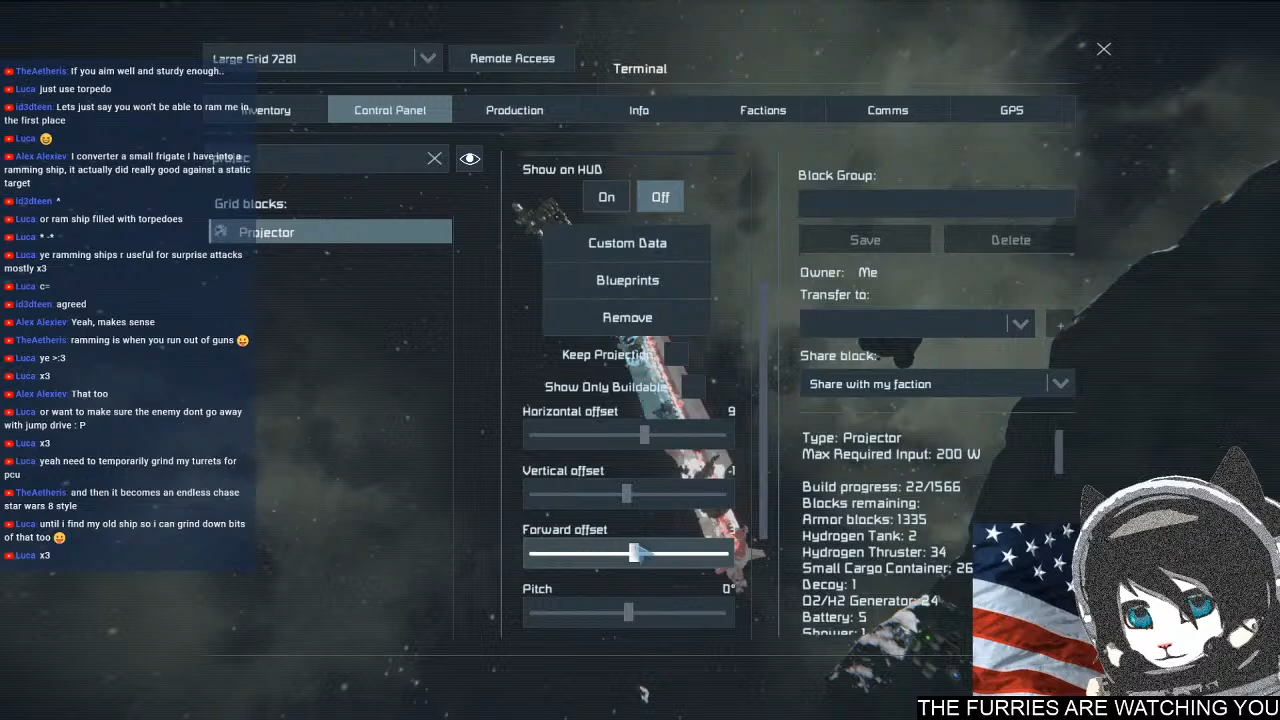 Large Grid 7281
Remote Access
Terminal
Inventory
Control Panel
Production
Info
Factions
Comms
GPS
TheAetheris: If you aim well and sturdy enough..
Luca: just use torpedo
id3dteen: Lets just say you won't be able to ram me in
the first place
Luca: 😄
Alex Alexiev: I converter a small frigate I have into a
ramming ship, it actually did really good against a static
target
id3dteen: ^
Luca: or ram ship filled with torpedoes
Luca: * -*
Luca: ye ramming ships r useful for surprise attacks
mostly x3
Luca: c=
id3dteen: agreed
Alex Alexiev: Yeah, makes sense
TheAetheris: ramming is when you run out of guns 😛
Luca: ye >:3
Luca: x3
Alex Alexiev: That too
Luca: or want to make sure the enemy dont go away
with jump drive : P
Luca: x3
Luca: yeah need to temporarily grind my turrets for
pcu
TheAetheris: and then it becomes an endless chase
star wars 8 style
Luca: until i find my old ship so i can grind down bits
of that too 😛
Luca: x3
projec
Grid blocks:
Projector
Show on HUD
On
Off
Custom Data
Blueprints
Remove
Keep Projection
Show Only Buildable
Horizontal offset 9
Vertical offset -1
Forward offset
Pitch 0°
Block Group:
Save
Delete
Owner: Me
Transfer to:
+
Share block:
Share with my faction
Type: Projector
Max Required Input: 200 W
Build progress: 22/1566
Blocks remaining:
Armor blocks: 1335
Hydrogen Tank: 2
Hydrogen Thruster: 34
Small Cargo Container: 26
Decoy: 1
O2/H2 Generator: 24
Battery: 5
Shower: 1
THE FURRIES ARE WATCHING YOU